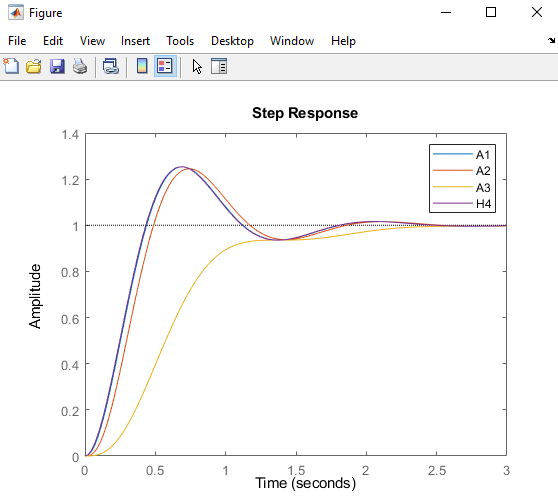 Figure
File Edit View Insert Tools Desktop Window Help
Step Response
1.4
1.2
1
0.8
0.6
0.4
0.2
0
Amplitude
A1
A2
A3
H4
0 0.5 1 1.5 2 2.5 3
Time (seconds)